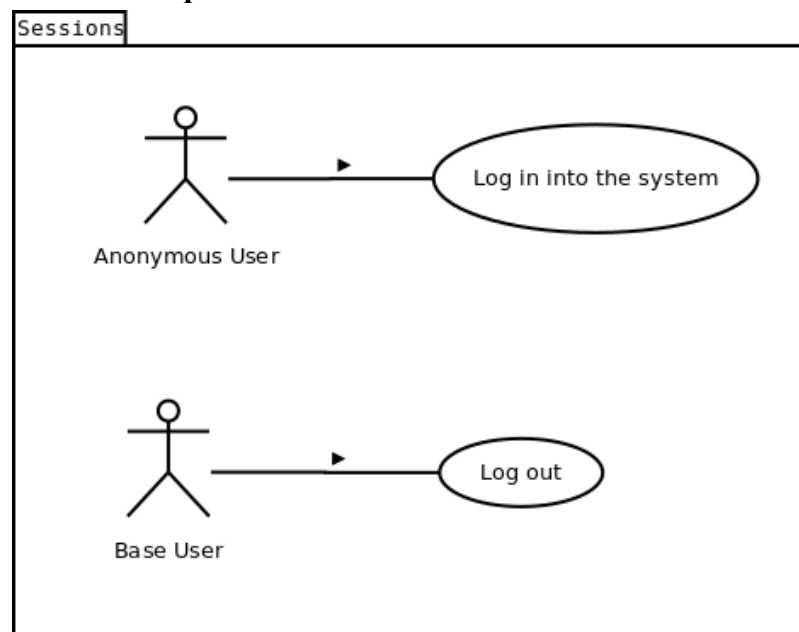 Sessions
Log in into the system
Anonymous User
Log out
Base User